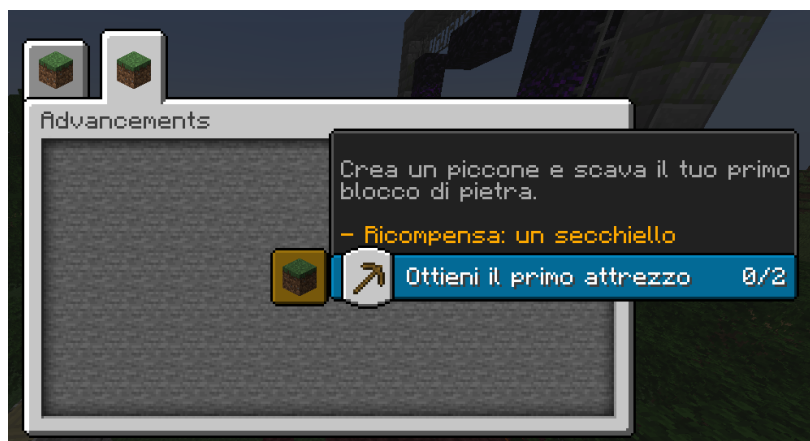 Advancements
Crea un piccone e scava il tuo primo
blocco di pietra.
– Ricompensa: un secchiello
Ottieni il primo attrezzo 0/2